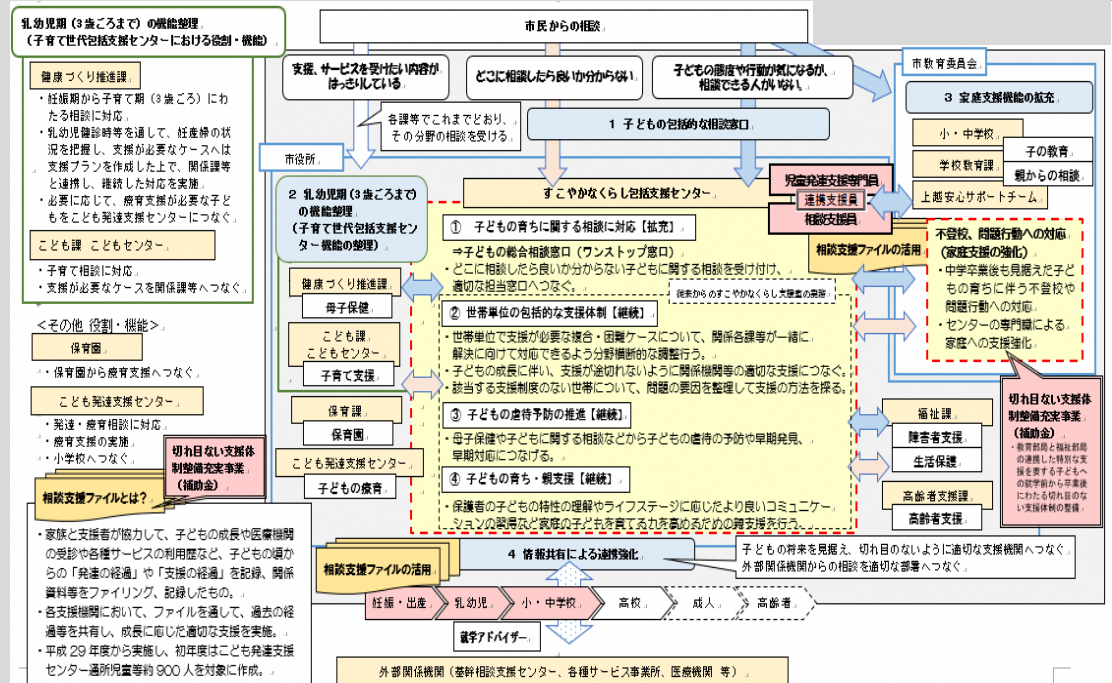 乳幼児期(3歳ごろまで)の機能整理
(子育て世代包括支援センターにおける役割・機能)
健康づくり推進課
・妊娠期から子育て期(3歳ごろ)にわ
たる相談に対応
・乳幼児健診時等を通して、妊産婦の状
況を把握し、支援が必要なケースへは
支援プランを作成した上で、関係課等
と連携し、継続した対応を実施
・必要に応じて、療育支援が必要な子ど
もをこども発達支援センターにつなぐ
こども課 こどもセンター
・子育て相談に対応
・支援が必要なケースを関係課等へつなぐ
<その他 役割・機能>
保育園
・保育園から療育支援へつなぐ
こども発達支援センター
・発達・療育相談に対応
・療育支援の実施
・小学校へつなぐ
切れ目ない支援体
制整備充実事業
(補助金)
相談支援ファイルとは?
・家族と支援者が協力して、子どもの成長や医療機関
の受診や各種サービスの利用歴など、子どもの頃か
らの「発達の経過」や「支援の経過」を記録、関係
資料等をファイリング、記録したもの。
・各支援機関において、ファイルを通して、過去の経
過等を共有し、成長に応じた適切な支援を実施。
・平成29年度から実施し、初年度はこども発達支援
センター通所児童等約900人を対象に作成。
市民からの相談
支援、サービスを受けたい内容が
はっきりしている
どこに相談したら良いか分からない
子どもの態度や行動が気になるが、
相談できる人がいない。
各課等でこれまでどおり、
その分野の相談を受ける
1 子どもの包括的な相談窓口
市役所
2 乳幼児期(3歳ごろまで)
の機能整理
(子育て世代包括支援セン
ター機能の整理)
健康づくり推進課
母子保健
こども課
こどもセンター
子育て支援
保育課
保育園
こども発達支援センター
子どもの療育
すこやかなくらし包括支援センター
児童発達支援専門員
連携支援員
相談支援員
① 子どもの育ちに関する相談に対応【拡充】
⇒子どもの総合相談窓口(ワンストップ窓口)
・どこに相談したら良いか分からない子どもに関する相談を受け付け、
適切な担当窓口へつなぐ。
従来からのすこやかなくらし支援室の業務
② 世帯単位の包括的な支援体制【継続】
・世帯単位で支援が必要な複合・困難ケースについて、関係各課等が一緒に
解決に向けて対応できるよう分野横断的な調整行う。
・子どもの成長に伴い、支援が途切れないように関係機関等の適切な支援につなぐ。
・該当する支援制度のない世帯について、問題の要因を整理して支援の方法を探る。
③ 子どもの虐待予防の推進【継続】
・母子保健や子どもに関する相談などから子どもの虐待の予防や早期発見、
早期対応につなげる。
④ 子どもの育ち・親支援【継続】
・保護者の子どもの特性の理解やライフステージに応じたより良いコミュニケー
ションの習得など家庭の子どもを育てる力を高めるための親支援を行う。
市教育委員会
3 家庭支援機能の拡充
小・中学校
学校教育課
子の教育
親からの相談
上越安心サポートチーム
相談支援ファイルの活用
不登校、問題行動への対応
(家庭支援の強化)
・中学卒業後も見据えた子ど
もの育ちに伴う不登校や
問題行動への対応
・センターの専門職による
家庭への支援強化
切れ目ない支援体
制整備充実事業
(補助金)
・教育部局と福祉部局
の連携した特別な支
援を要する子どもへ
の就学前から卒業後
にわたる切れ目のな
い支援体制の整備
福祉課
障害者支援
生活保護
高齢者支援課
高齢者支援
4 情報共有による連携強化
相談支援ファイルの活用
子どもの将来を見据え、切れ目のないように適切な支援機関へつなぐ
外部関係機関からの相談を適切な部署へつなぐ
妊娠・出産
乳幼児
小・中学校
高校
成人
高齢者
就学アドバイザー
外部関係機関(基幹相談支援センター、各種サービス事業所、医療機関 等)